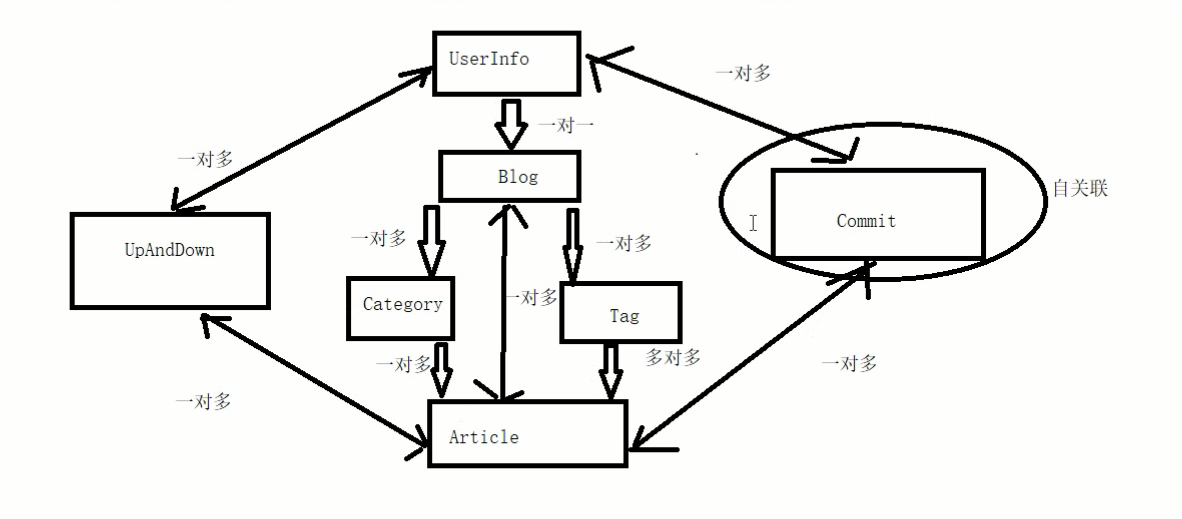 UserInfo
一对多
一对一
一对多
Blog
自关联
Commit
UpAndDown
一对多
一对多
一对多
Category
Tag
一对多
多对多
一对多
一对多
Article